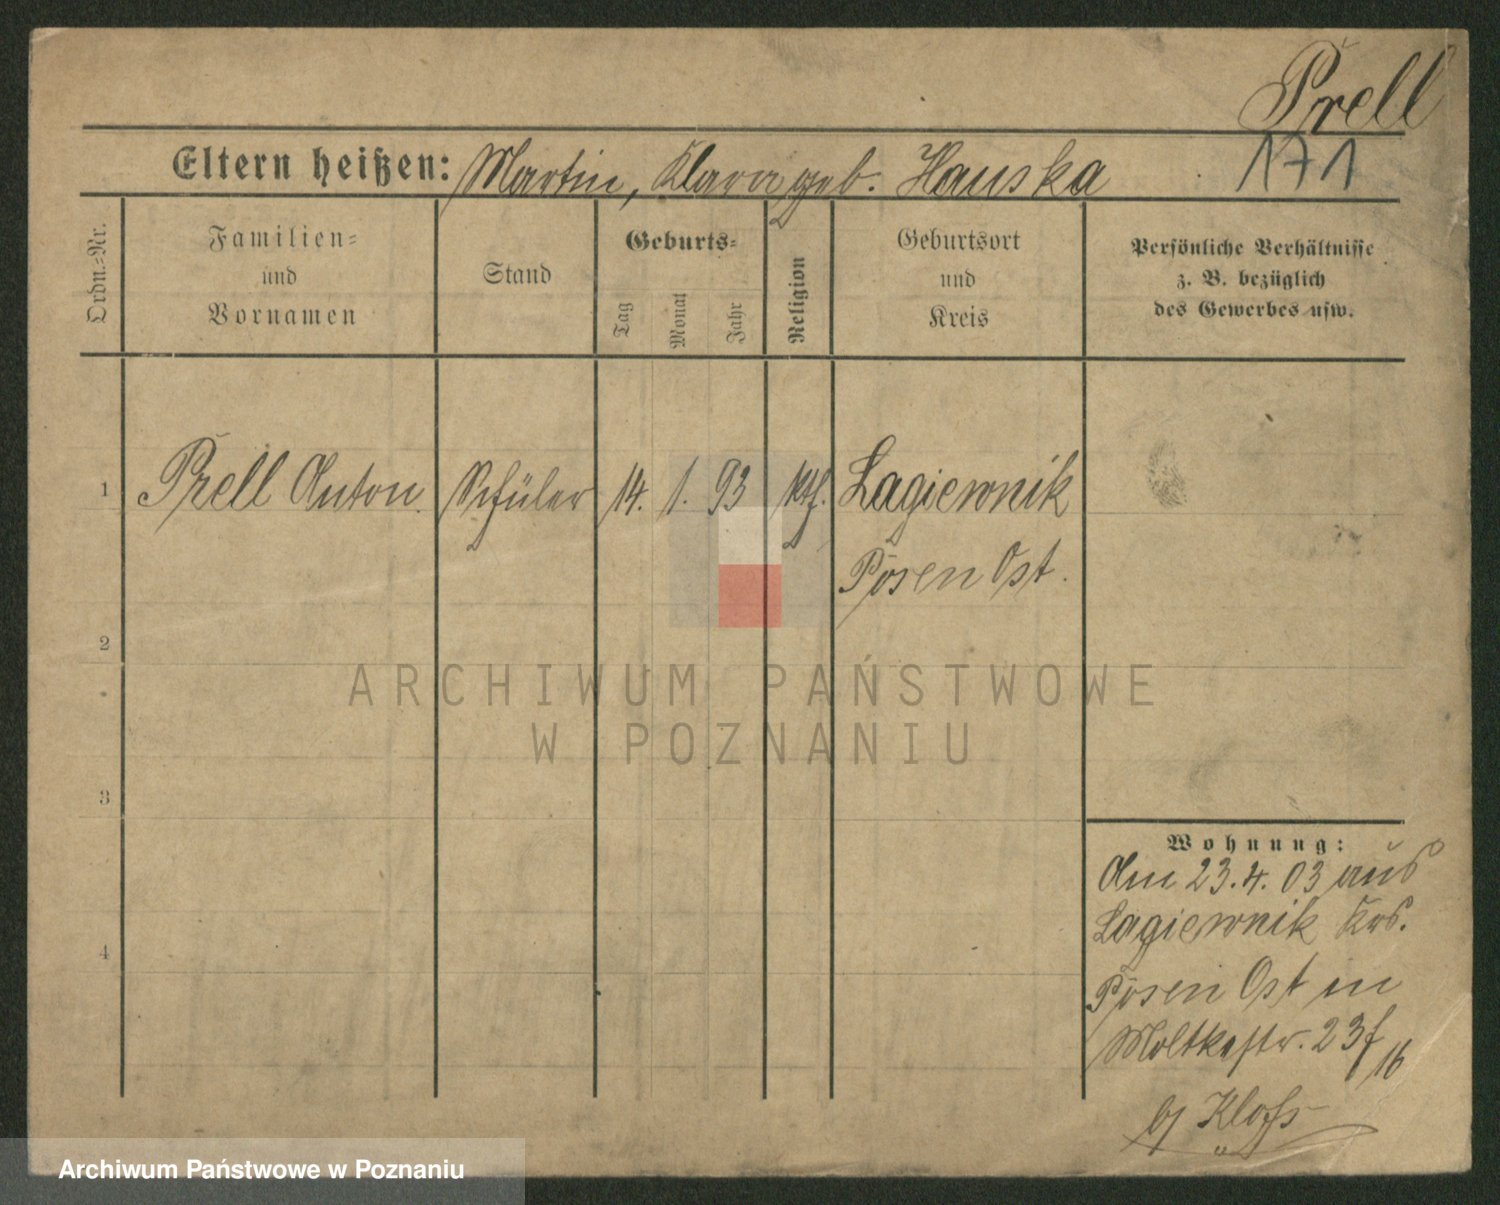 Prell
171
Eltern heißen: Martin, Klara geb. Hauska
Ordn.-Nr.
Familien-
und
Vornamen
Stand
Geburts-
Tag
Monat
Jahr
Religion
Geburtsort
und
Kreis
Persönliche Verhältnisse
z. B. bezüglich
des Gewerbes usw.
1 Prell Anton Schüler 14. 1. 93 kth. Lagiewnik
Posen Ost.
2
ARCHIWUM PAŃSTWOWE
W POZNANIU
3
4
Wohnung:
Am 23.4.03 aus
Lagiewnik Krs.
Posen Ost in
Moltkestr. 23
16
Archiwum Państwowe w Poznaniu